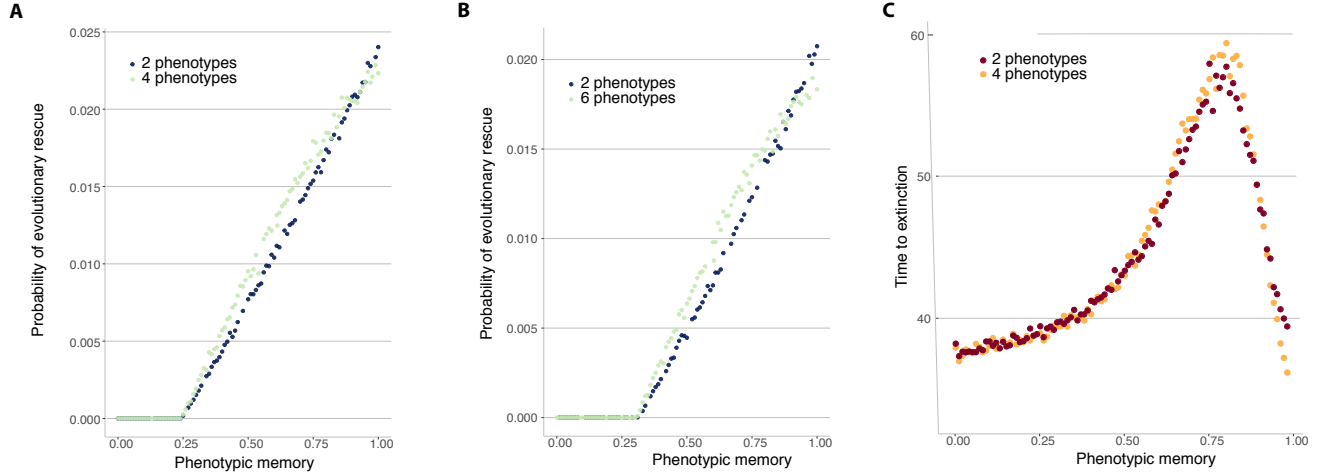 A
0.025
0.020
0.015
0.010
0.005
0.000
Probability of evolutionary rescue
2 phenotypes
4 phenotypes
0.00 0.25 0.50 0.75 1.00
Phenotypic memory
B
0.020
0.015
0.010
0.005
0.000
Probability of evolutionary rescue
2 phenotypes
6 phenotypes
0.00 0.25 0.50 0.75 1.00
Phenotypic memory
C
60
50
40
Time to extinction
2 phenotypes
4 phenotypes
0.00 0.25 0.50 0.75 1.00
Phenotypic memory